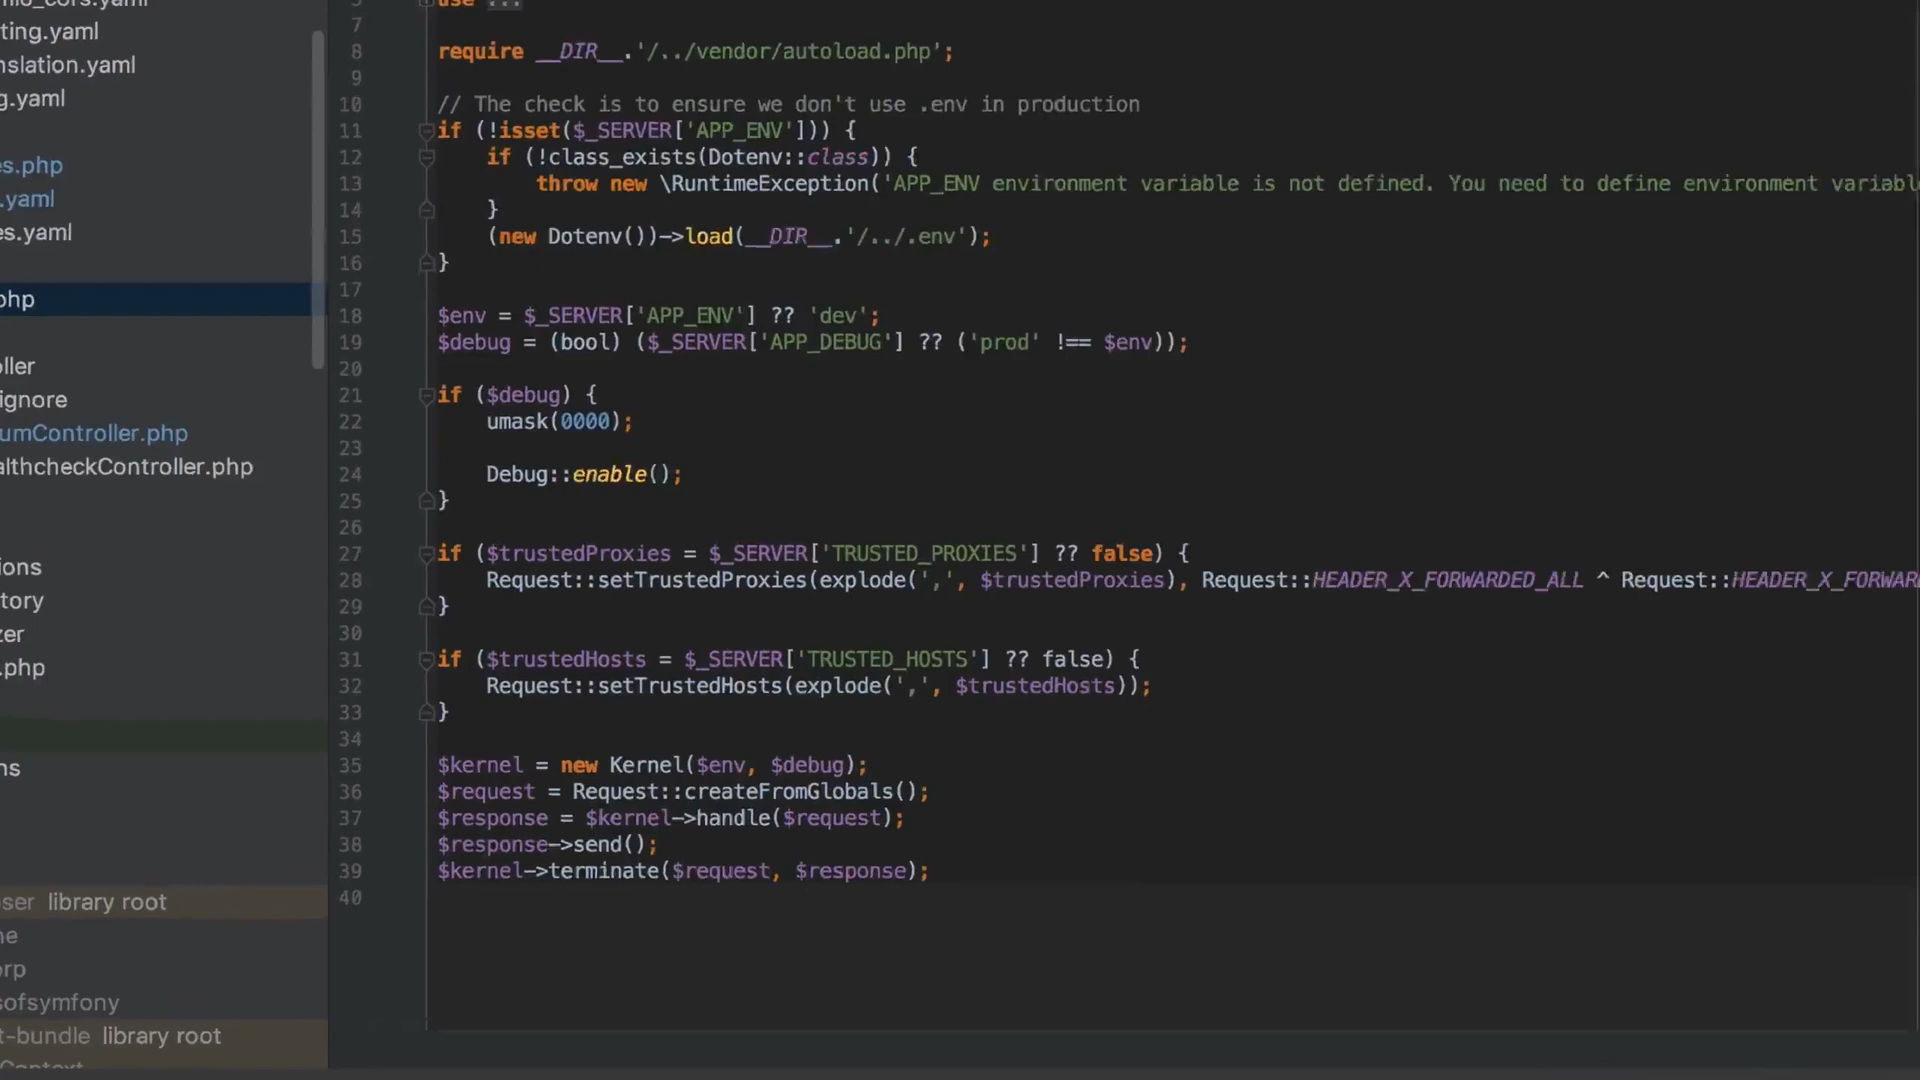 ting.yaml
nslation.yaml
g.yaml
es.php
.yaml
es.yaml
php
ller
ignore
umController.php
althcheckController.php
ions
tory
zer
.php
ns
ser library root
ne
orp
sofsymfony
t-bundle library root
7
8 require __DIR__.'/../vendor/autoload.php';
9
10 // The check is to ensure we don't use .env in production
11 if (!isset($_SERVER['APP_ENV'])) {
12 if (!class_exists(Dotenv::class)) {
13 throw new \RuntimeException('APP_ENV environment variable is not defined. You need to define environment variabl
14 }
15 (new Dotenv())->load(__DIR__.'/../.env');
16 }
17
18 $env = $_SERVER['APP_ENV'] ?? 'dev';
19 $debug = (bool) ($_SERVER['APP_DEBUG'] ?? ('prod' !== $env));
20
21 if ($debug) {
22 umask(0000);
23
24 Debug::enable();
25 }
26
27 if ($trustedProxies = $_SERVER['TRUSTED_PROXIES'] ?? false) {
28 Request::setTrustedProxies(explode(',', $trustedProxies), Request::HEADER_X_FORWARDED_ALL ^ Request::HEADER_X_FORWAR
29 }
30
31 if ($trustedHosts = $_SERVER['TRUSTED_HOSTS'] ?? false) {
32 Request::setTrustedHosts(explode(',', $trustedHosts));
33 }
34
35 $kernel = new Kernel($env, $debug);
36 $request = Request::createFromGlobals();
37 $response = $kernel->handle($request);
38 $response->send();
39 $kernel->terminate($request, $response);
40